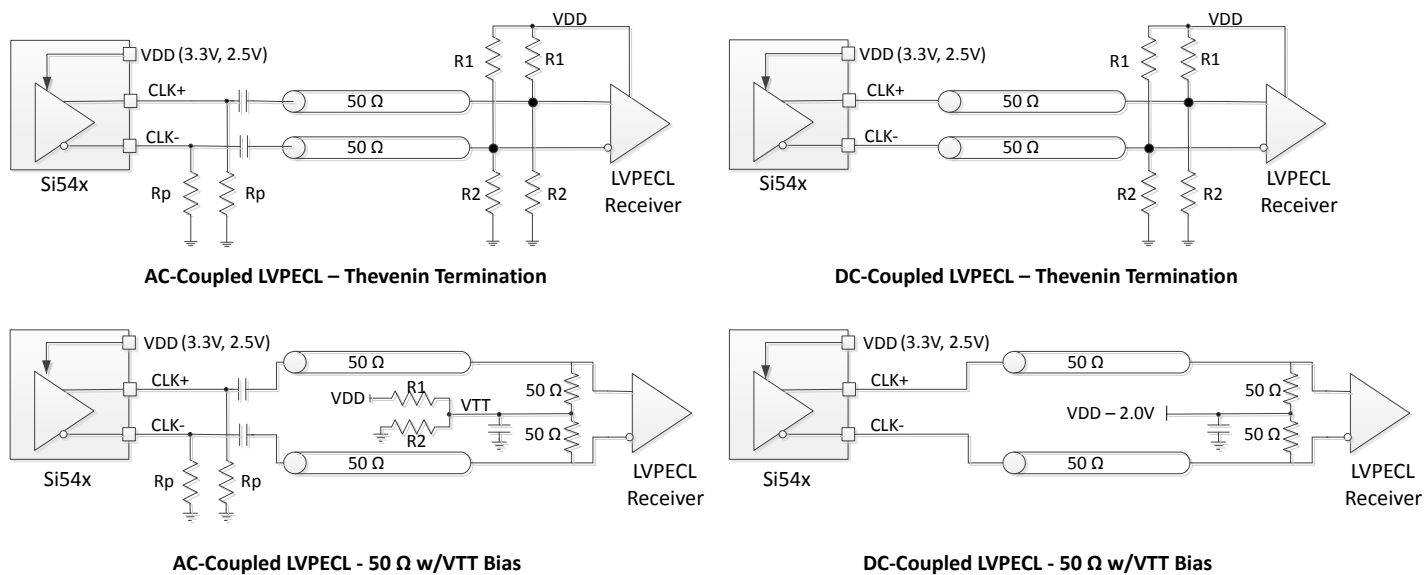 VDD
VDD (3.3V, 2.5V)
R1
R1
CLK+
50 Ω
CLK-
50 Ω
Si54x
Rp
Rp
R2
R2
LVPECL
Receiver
AC-Coupled LVPECL – Thevenin Termination
VDD
VDD (3.3V, 2.5V)
R1
R1
CLK+
50 Ω
CLK-
50 Ω
Si54x
R2
R2
LVPECL
Receiver
DC-Coupled LVPECL – Thevenin Termination
VDD (3.3V, 2.5V)
50 Ω
CLK+
R1
VDD
VTT
50 Ω
R2
50 Ω
CLK-
50 Ω
Si54x
Rp
Rp
LVPECL
Receiver
AC-Coupled LVPECL - 50 Ω w/VTT Bias
VDD (3.3V, 2.5V)
50 Ω
CLK+
50 Ω
VDD – 2.0V
50 Ω
CLK-
50 Ω
Si54x
LVPECL
Receiver
DC-Coupled LVPECL - 50 Ω w/VTT Bias